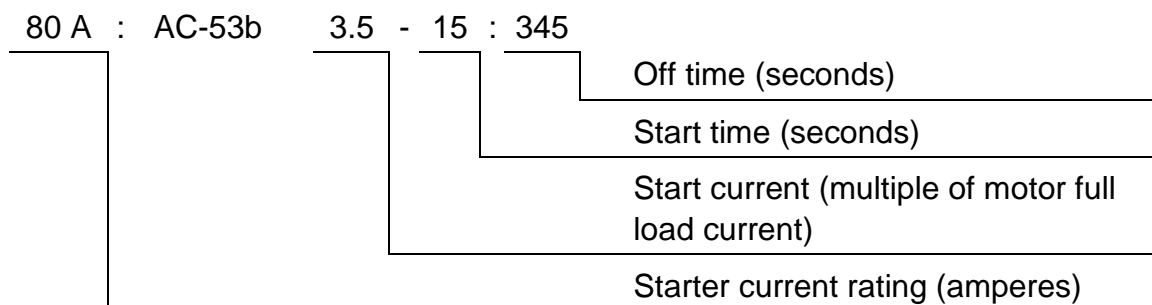 80 A : AC-53b 3.5 - 15 : 345
Off time (seconds)
Start time (seconds)
Start current (multiple of motor full
load current)
Starter current rating (amperes)